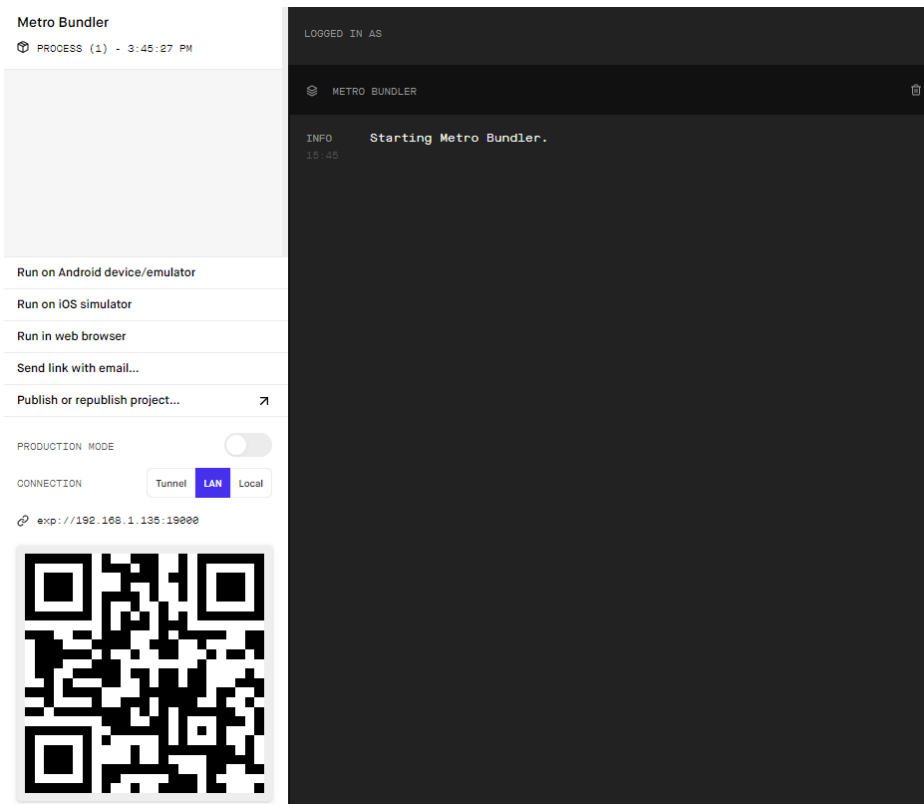 Metro Bundler
PROCESS (1) - 3:45:27 PM
Run on Android device/emulator
Run on iOS simulator
Run in web browser
Send link with email...
Publish or republish project...
PRODUCTION MODE
CONNECTION Tunnel LAN Local
exp://192.168.1.135:19000
LOGGED IN AS
METRO BUNDLER
INFO Starting Metro Bundler.
15:45